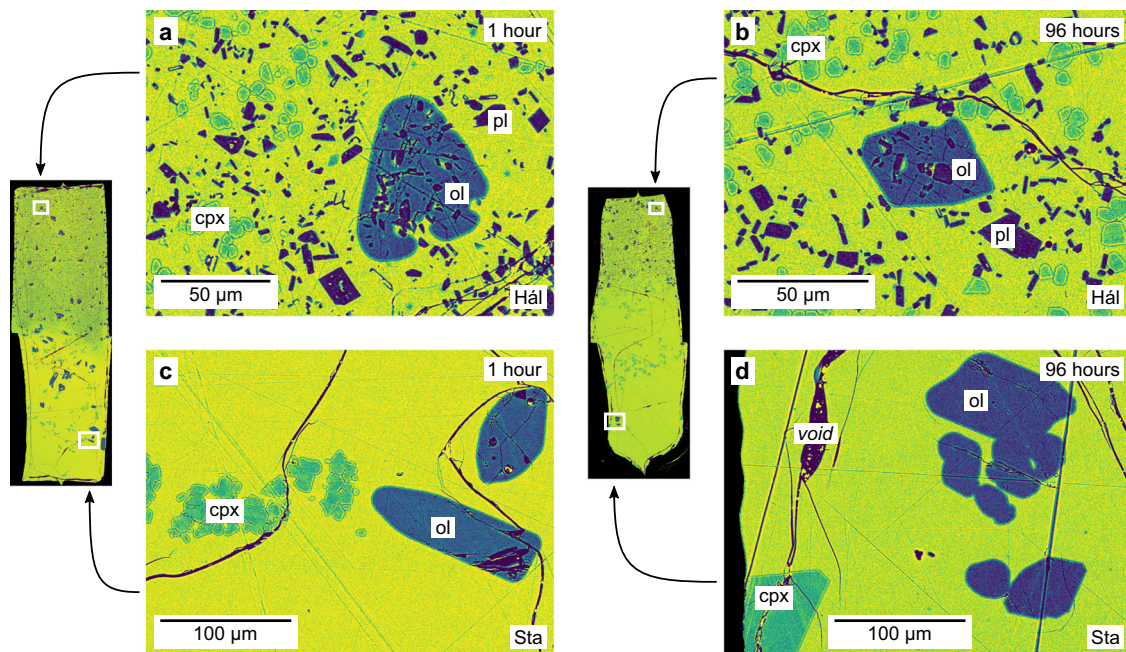 a
1 hour
pl
ol
cpx
50 µm
Hál
b
cpx
96 hours
ol
pl
50 µm
Hál
c
1 hour
cpx
ol
100 µm
Sta
d
96 hours
ol
void
cpx
100 µm
Sta